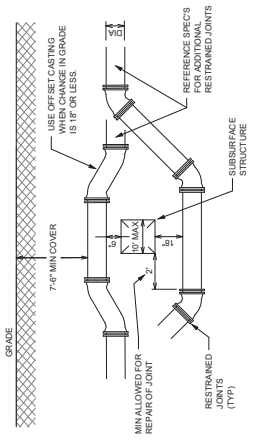 GRADE
7'-6" MIN COVER
USE OFFSET CASTING
WHEN CHANGE IN GRADE
IS 18" OR LESS.
DIA
REFERENCE SPEC'S
FOR ADDITIONAL
RESTRAINED JOINTS
6"
10' MAX
18"
2'
SUBSURFACE
STRUCTURE
MIN ALLOWED FOR
REPAIR OF JOINT
RESTRAINED
JOINTS
(TYP)